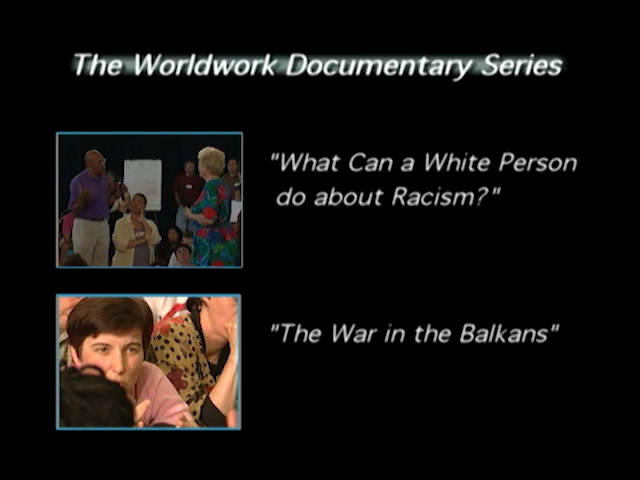 The Worldwork Documentary Series
"What Can a White Person
do about Racism?"
"The War in the Balkans"